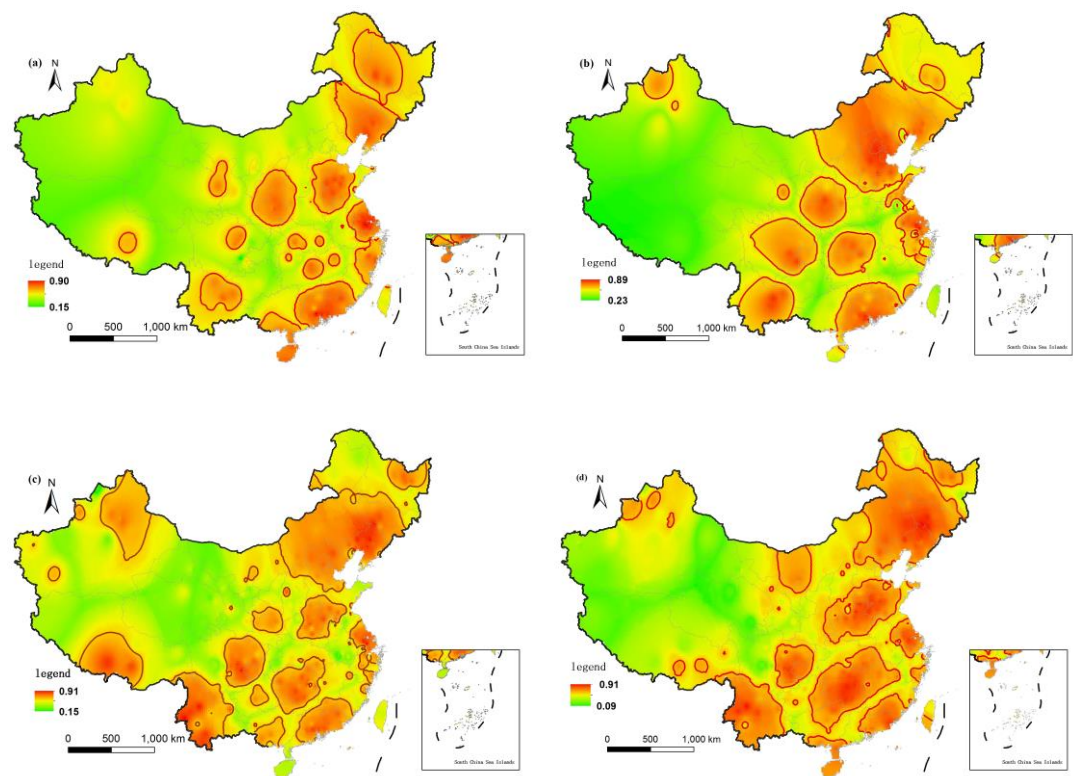 (a)
N
legend
0.90
0.15
0 500 1,000 km
South China Sea Islands
(b)
N
legend
0.89
0.23
0 500 1,000 km
South China Sea Islands
(c)
N
legend
0.91
0.15
0 500 1,000 km
South China Sea Islands
(d)
N
legend
0.91
0.09
0 500 1,000 km
South China Sea Islands